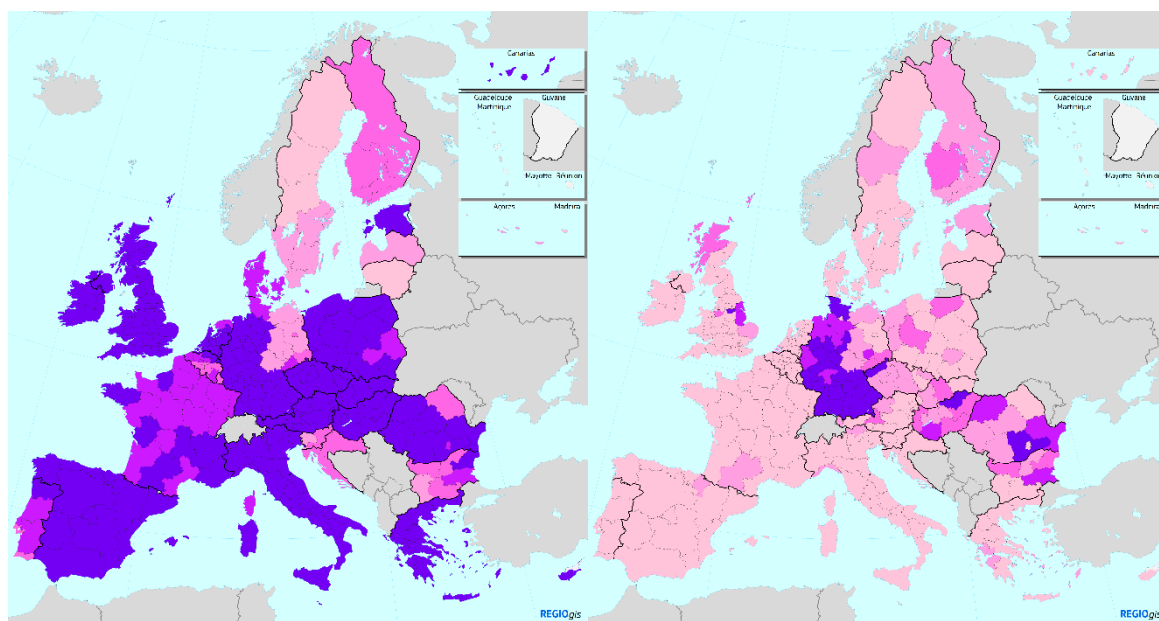 Canarias
Guadeloupe
Martinique
Guyane
Mayotte
Réunion
Açores
Madeira
REGIOgis
Canarias
Guadeloupe
Martinique
Guyane
Mayotte
Réunion
Açores
Madeira
REGIOgis